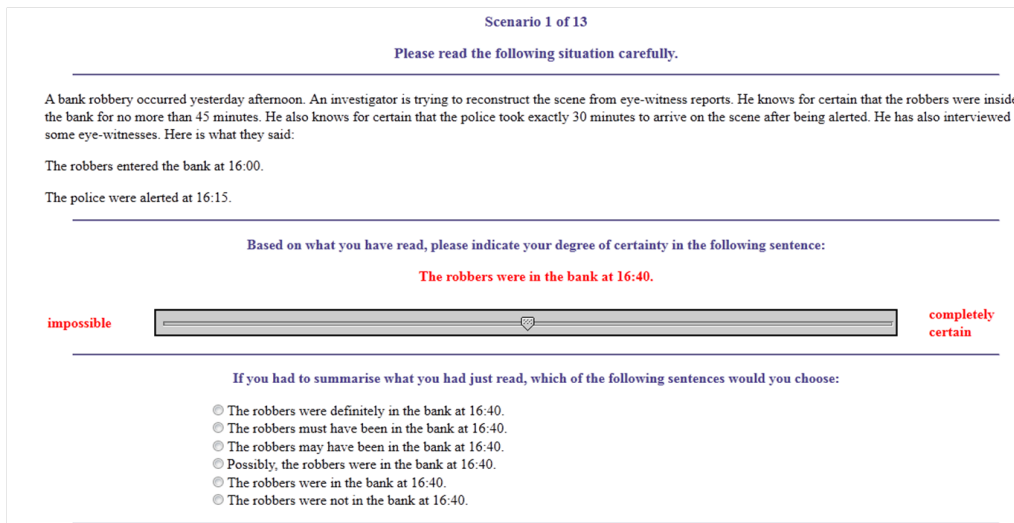 Scenario 1 of 13
Please read the following situation carefully.
A bank robbery occurred yesterday afternoon. An investigator is trying to reconstruct the scene from eye-witness reports. He knows for certain that the robbers were inside
the bank for no more than 45 minutes. He also knows for certain that the police took exactly 30 minutes to arrive on the scene after being alerted. He has also interviewed
some eye-witnesses. Here is what they said:
The robbers entered the bank at 16:00.
The police were alerted at 16:15.
Based on what you have read, please indicate your degree of certainty in the following sentence:
The robbers were in the bank at 16:40.
impossible
completely
certain
If you had to summarise what you had just read, which of the following sentences would you choose:
The robbers were definitely in the bank at 16:40.
The robbers must have been in the bank at 16:40.
The robbers may have been in the bank at 16:40.
Possibly, the robbers were in the bank at 16:40.
The robbers were in the bank at 16:40.
The robbers were not in the bank at 16:40.